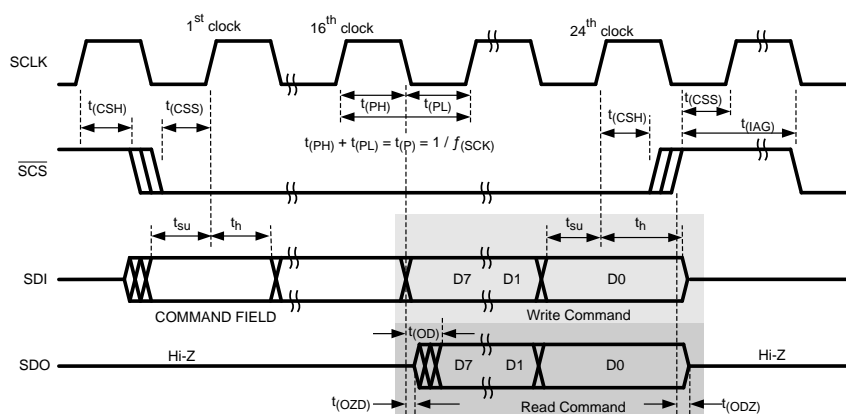 1st clock 16th clock 24th clock
SCLK
t(PH) t(PL)
t(CSH) t(CSS) t(CSH) t(CSS)
t(IAG)
t(PH) + t(PL) = t(P) = 1 / f(SCK)
SCS
tsu th tsu th
SDI D7 D1 D0
COMMAND FIELD Write Command
t(OD)
SDO Hi-Z D7 D1 D0 Hi-Z
t(OZD) Read Command t(ODZ)